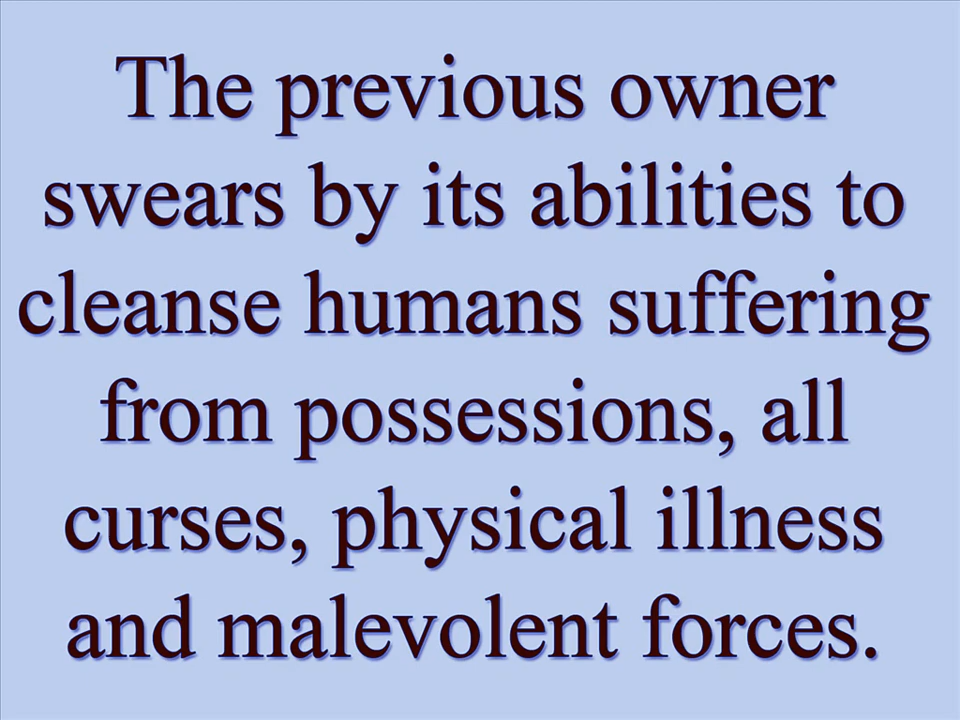 The previous owner
swears by its abilities to
cleanse humans suffering
from possessions, all
curses, physical illness
and malevolent forces.